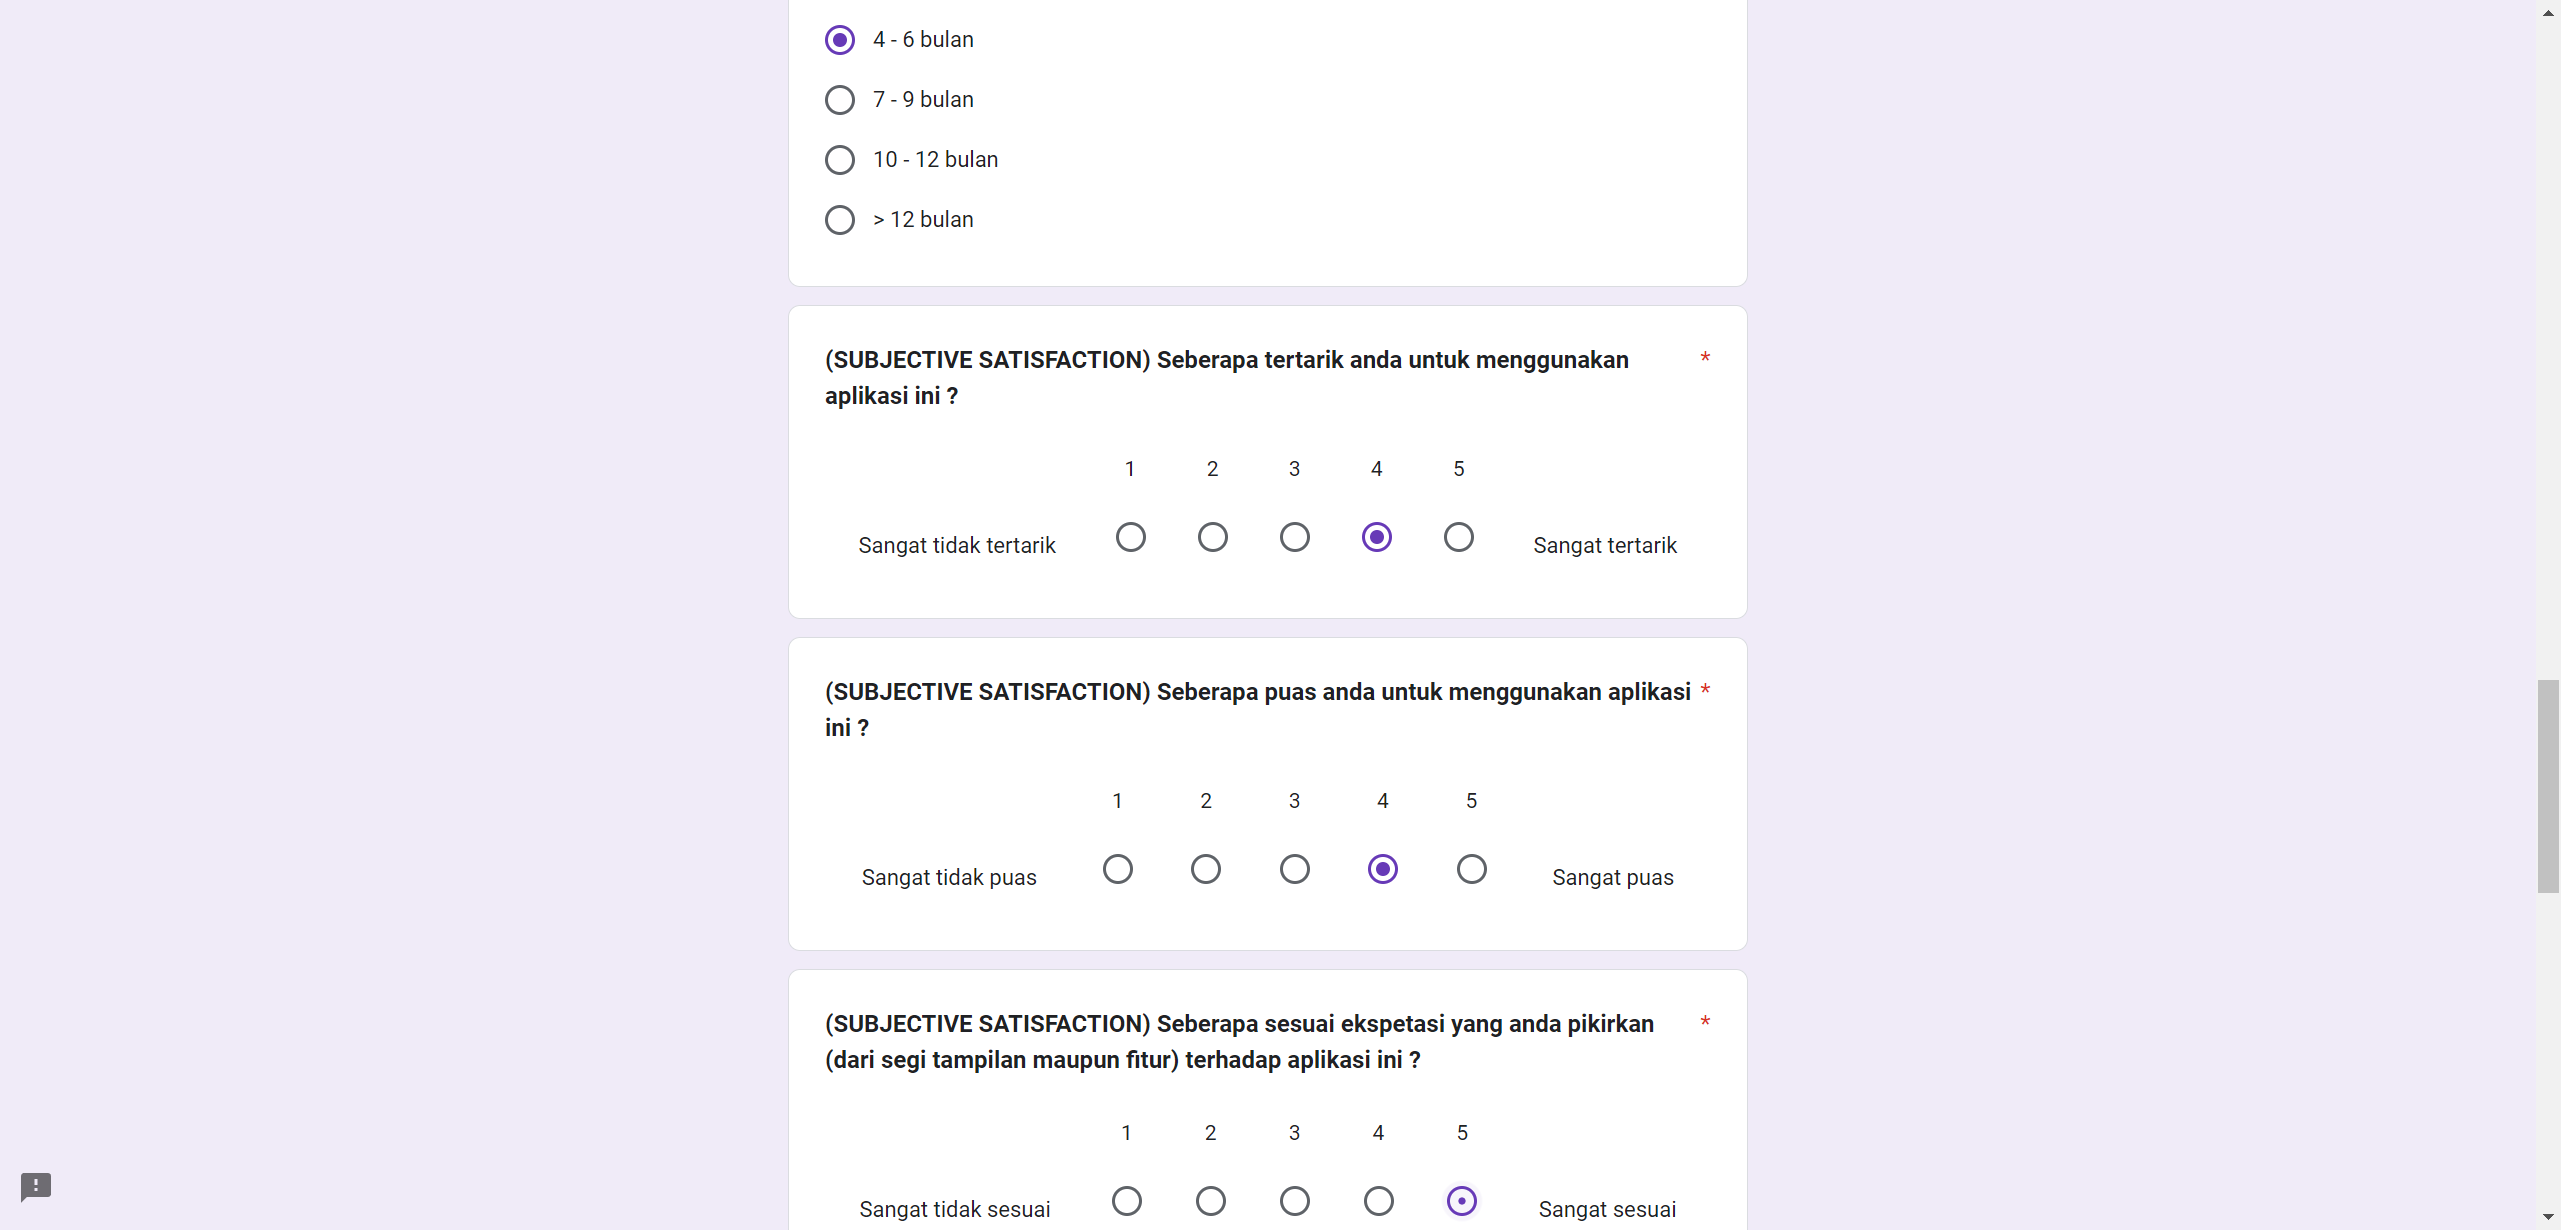 4 - 6 bulan
7 - 9 bulan
10 - 12 bulan
> 12 bulan
(SUBJECTIVE SATISFACTION) Seberapa tertarik anda untuk menggunakan *
aplikasi ini ?
1 2 3 4 5
Sangat tidak tertarik Sangat tertarik
(SUBJECTIVE SATISFACTION) Seberapa puas anda untuk menggunakan aplikasi *
ini ?
1 2 3 4 5
Sangat tidak puas Sangat puas
(SUBJECTIVE SATISFACTION) Seberapa sesuai ekspetasi yang anda pikirkan *
(dari segi tampilan maupun fitur) terhadap aplikasi ini ?
1 2 3 4 5
Sangat tidak sesuai Sangat sesuai